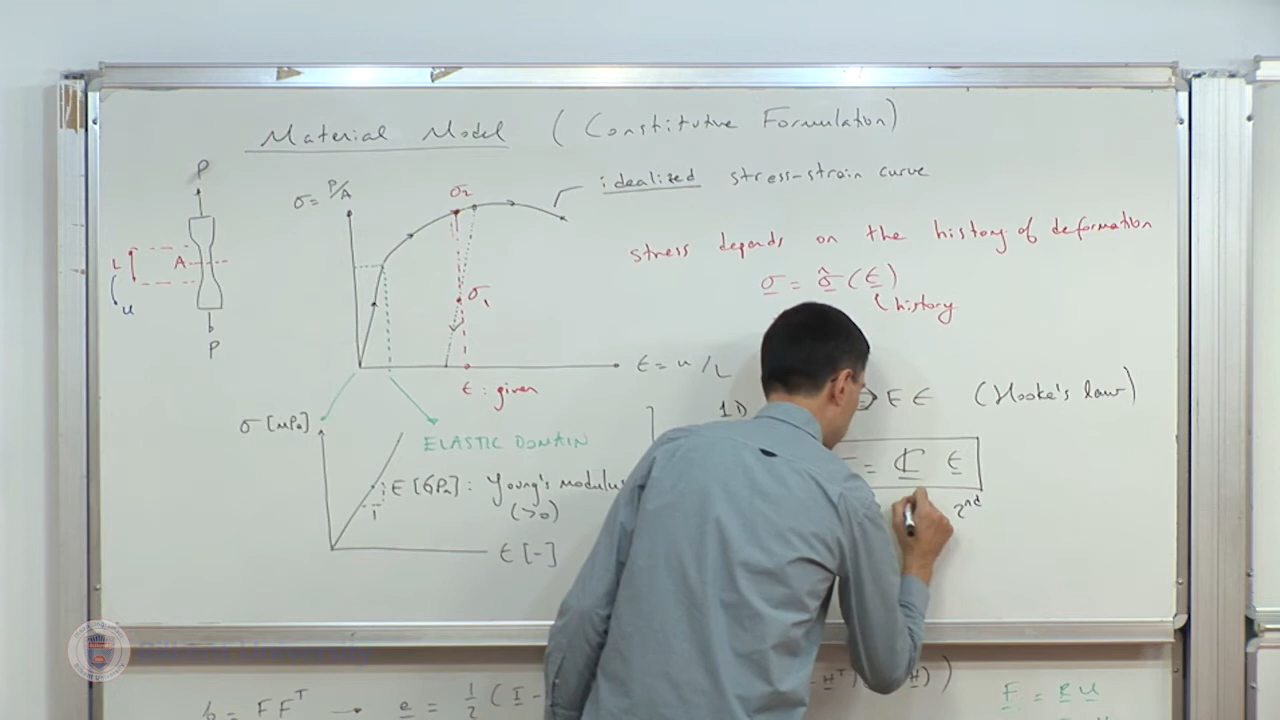 Material Model (Constitutive Formulation)
P
σ = P/A
σ2
idealized stress-strain curve
stress depends on the history of deformation
L
A
σ = σ̂ (ϵ)
σ1
(history
u
P
ϵ = u/L
ϵ : given
1D
E ϵ (Hooke's law)
σ [MPa]
ELASTIC DOMAIN
= ℂ ϵ
E [GPa] : Young's modulus
1
(>0)
2nd
ϵ [-]
b = F F^T → e = 1/2 ( I -
F = R U